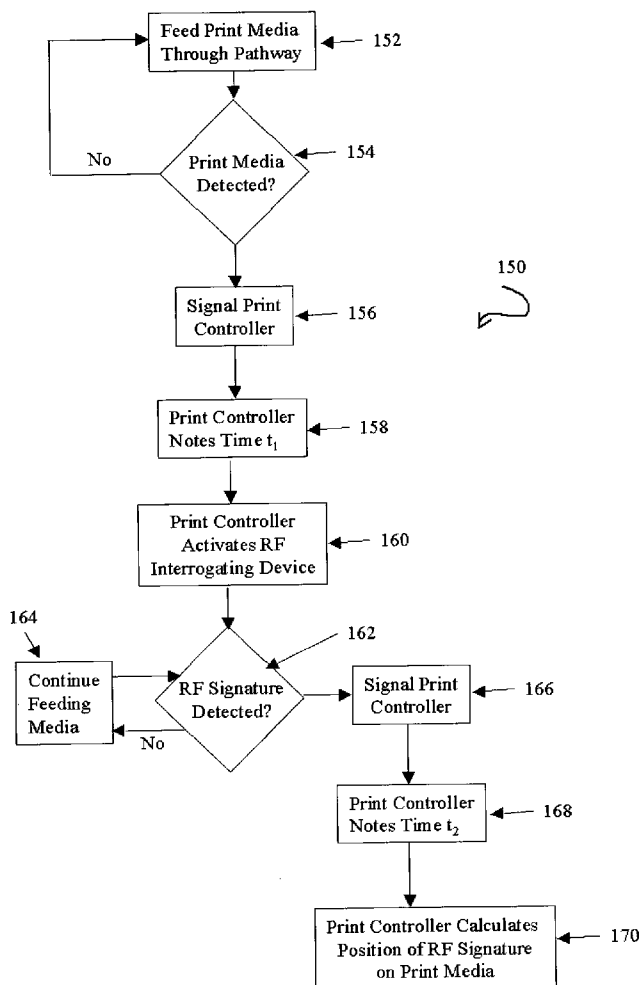 Feed Print Media
Through Pathway
152
No
Print Media
Detected?
154
150
Signal Print
Controller
156
Print Controller
Notes Time t₁
158
Print Controller
Activates RF
Interrogating Device
160
164
162
Continue
Feeding
Media
RF Signature
Detected?
No
Signal Print
Controller
166
Print Controller
Notes Time t₂
168
Print Controller Calculates
Position of RF Signature
on Print Media
170